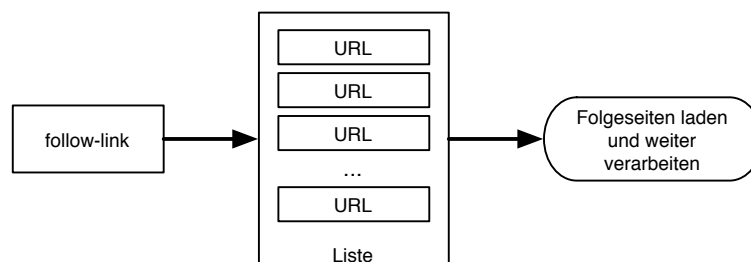 follow-link
URL
URL
URL
...
URL
Liste
Folgeseiten laden
und weiter
verarbeiten